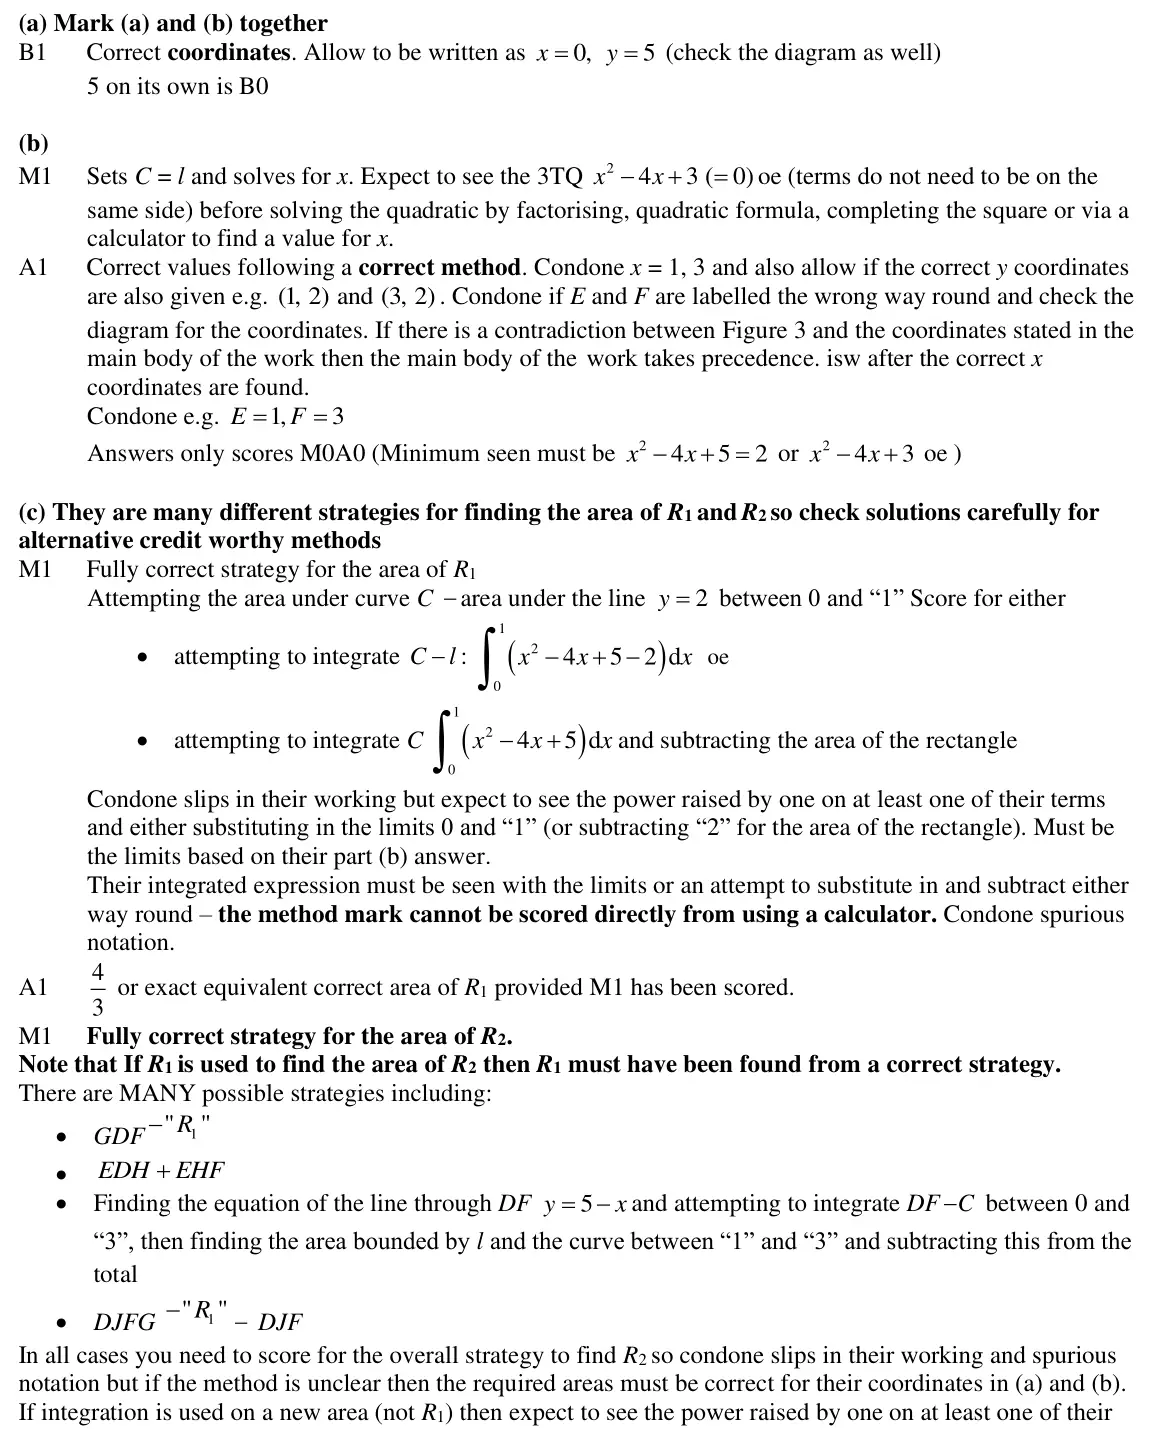 (a) Mark (a) and (b) together
B1 Correct coordinates. Allow to be written as x = 0, y = 5 (check the diagram as well)
5 on its own is B0
(b)
M1 Sets C = l and solves for x. Expect to see the 3TQ x² − 4x + 3 (= 0) oe (terms do not need to be on the
same side) before solving the quadratic by factorising, quadratic formula, completing the square or via a
calculator to find a value for x.
A1 Correct values following a correct method. Condone x = 1, 3 and also allow if the correct y coordinates
are also given e.g. (1, 2) and (3, 2). Condone if E and F are labelled the wrong way round and check the
diagram for the coordinates. If there is a contradiction between Figure 3 and the coordinates stated in the
main body of the work then the main body of the work takes precedence. isw after the correct x
coordinates are found.
Condone e.g. E = 1, F = 3
Answers only scores M0A0 (Minimum seen must be x² − 4x + 5 = 2 or x² − 4x + 3 oe )
(c) They are many different strategies for finding the area of R₁ and R₂ so check solutions carefully for
alternative credit worthy methods
M1 Fully correct strategy for the area of R₁
Attempting the area under curve C − area under the line y = 2 between 0 and “1” Score for either
• attempting to integrate C − l : ∫₀¹ (x² − 4x + 5 − 2)dx oe
• attempting to integrate C ∫₀¹ (x² − 4x + 5)dx and subtracting the area of the rectangle
Condone slips in their working but expect to see the power raised by one on at least one of their terms
and either substituting in the limits 0 and “1” (or subtracting “2” for the area of the rectangle). Must be
the limits based on their part (b) answer.
Their integrated expression must be seen with the limits or an attempt to substitute in and subtract either
way round – the method mark cannot be scored directly from using a calculator. Condone spurious
notation.
A1 4/3 or exact equivalent correct area of R₁ provided M1 has been scored.
M1 Fully correct strategy for the area of R₂.
Note that If R₁ is used to find the area of R₂ then R₁ must have been found from a correct strategy.
There are MANY possible strategies including:
• GDF −"R₁"
• EDH + EHF
• Finding the equation of the line through DF y = 5 − x and attempting to integrate DF − C between 0 and
“3”, then finding the area bounded by l and the curve between “1” and “3” and subtracting this from the
total
• DJFG −"R₁" − DJF
In all cases you need to score for the overall strategy to find R₂ so condone slips in their working and spurious
notation but if the method is unclear then the required areas must be correct for their coordinates in (a) and (b).
If integration is used on a new area (not R₁) then expect to see the power raised by one on at least one of their